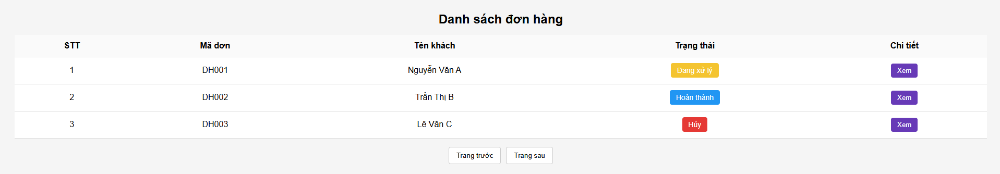 Danh sách đơn hàng
STT Mã đơn Tên khách Trạng thái Chi tiết
1 DH001 Nguyễn Văn A Đang xử lý Xem
2 DH002 Trần Thị B Hoàn thành Xem
3 DH003 Lê Văn C Hủy Xem
Trang trước Trang sau